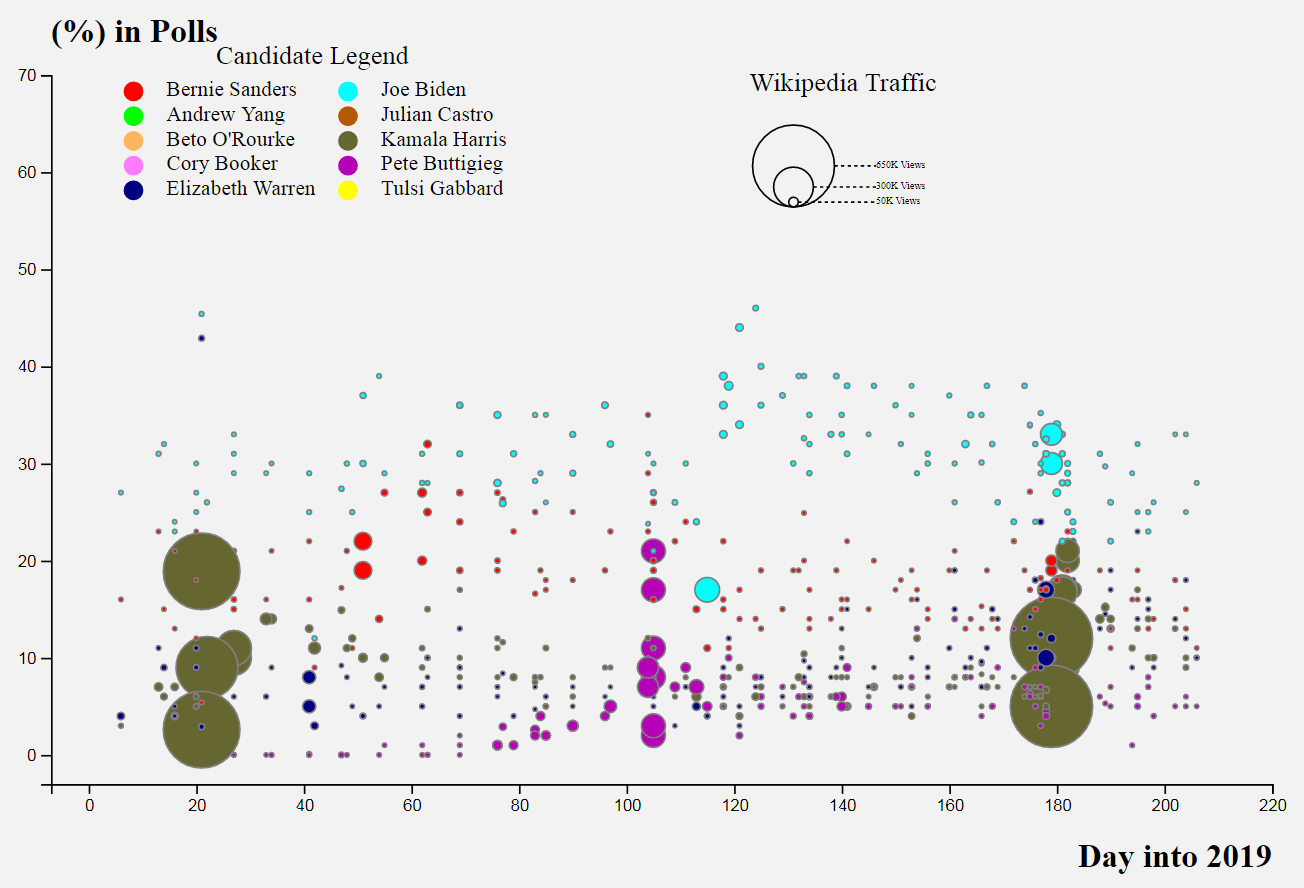 (%) in Polls
Candidate Legend
Bernie Sanders
Andrew Yang
Beto O'Rourke
Cory Booker
Elizabeth Warren
Joe Biden
Julian Castro
Kamala Harris
Pete Buttigieg
Tulsi Gabbard
Wikipedia Traffic
650K Views
300K Views
50K Views
70
60
50
40
30
20
10
0
0 20 40 60 80 100 120 140 160 180 200 220
Day into 2019